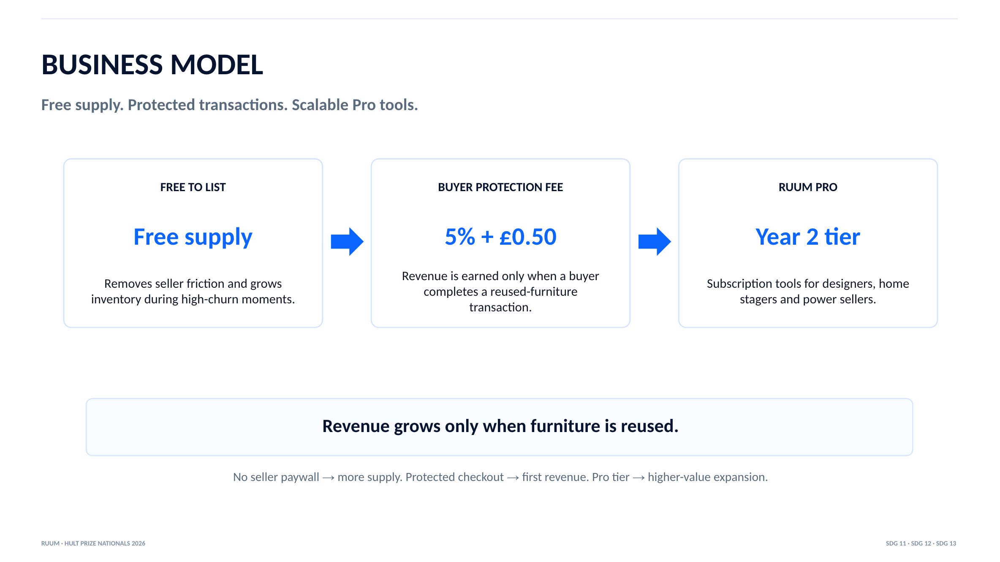 BUSINESS MODEL
Free supply. Protected transactions. Scalable Pro tools.
FREE TO LIST
Free supply
Removes seller friction and grows
inventory during high-churn moments.
BUYER PROTECTION FEE
5% + £0.50
Revenue is earned only when a buyer
completes a reused-furniture
transaction.
RUUM PRO
Year 2 tier
Subscription tools for designers, home
stagers and power sellers.
Revenue grows only when furniture is reused.
No seller paywall → more supply. Protected checkout → first revenue. Pro tier → higher-value expansion.
RUUM · HULT PRIZE NATIONALS 2026
SDG 11 · SDG 12 · SDG 13